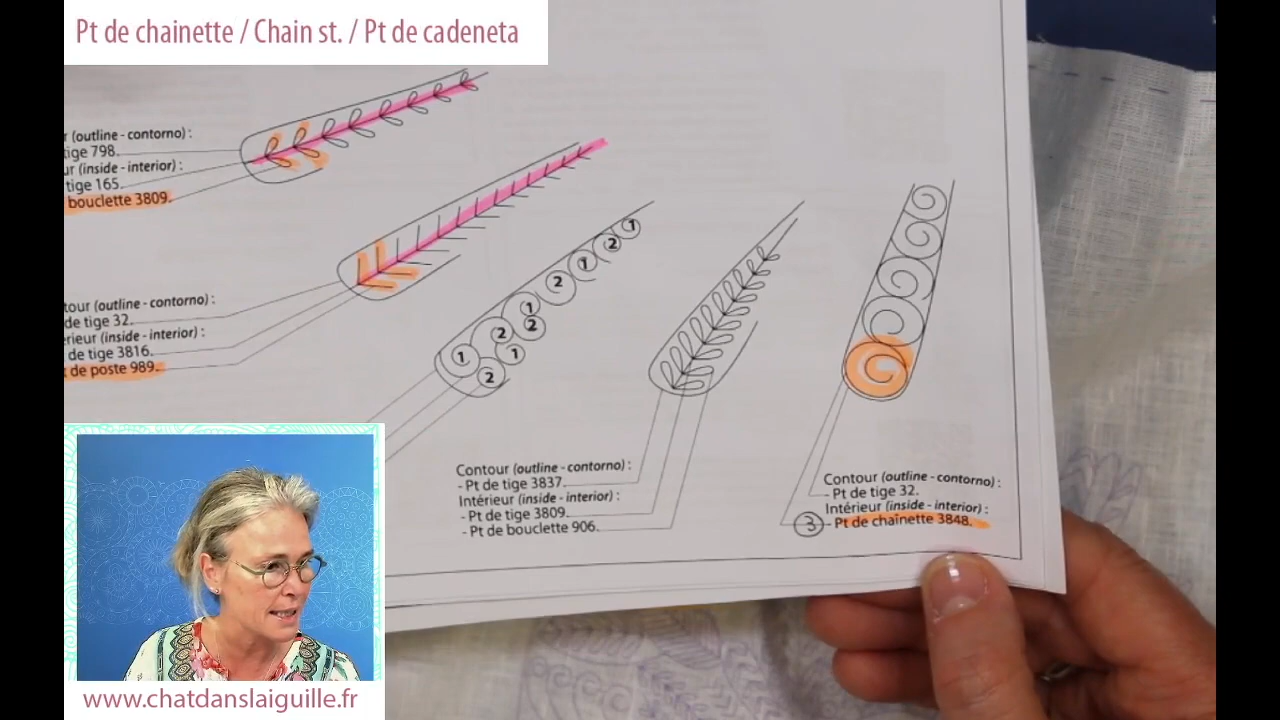 Pt de chainette / Chain st. / Pt de cadeneta
r (outline - contorno) :
tige 798.
ur (inside - interior) :
tige 165.
bouclette 3809.
tour (outline - contorno) :
de tige 32.
rieur (inside - interior) :
de tige 3816.
de poste 989.
1
2
1
2
1
2
2
1
1
2
Contour (outline - contorno) :
- Pt de tige 3837.
Intérieur (inside - interior) :
- Pt de tige 3809.
- Pt de bouclette 906.
Contour (outline - contorno) :
- Pt de tige 32.
Intérieur (inside - interior) :
3 - Pt de chaînette 3848.
www.chatdanslaiguille.fr